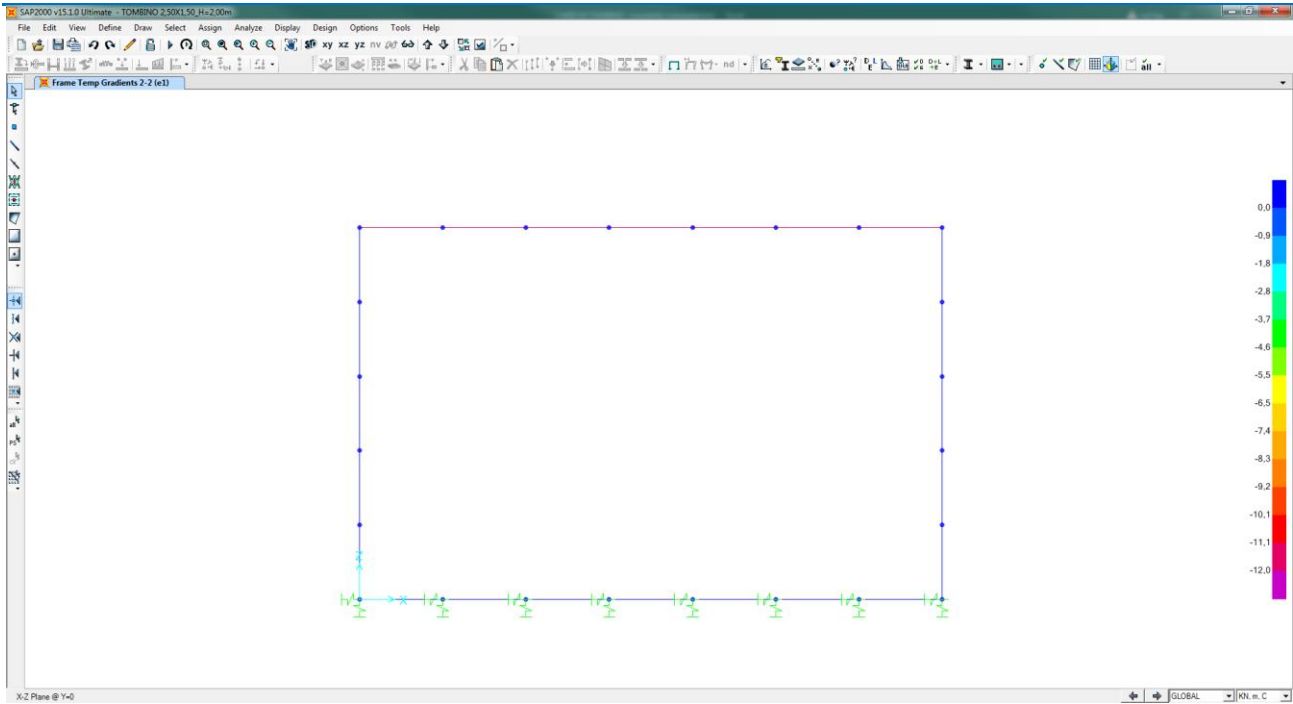 SAP2000 v15.1.0 Ultimate - TOMBINO 2,50X1,50_H=2,00m
File Edit View Define Draw Select Assign Analyze Display Design Options Tools Help
xy xz yz nv
nd
Frame Temp Gradients 2-2 (e1)
all
0,0
-0,9
-1,8
-2,8
-3,7
-4,6
-5,5
-6,5
-7,4
-8,3
-9,2
-10,1
-11,1
-12,0
Z
X
X-Z Plane @ Y=0
GLOBAL
KN, m, C